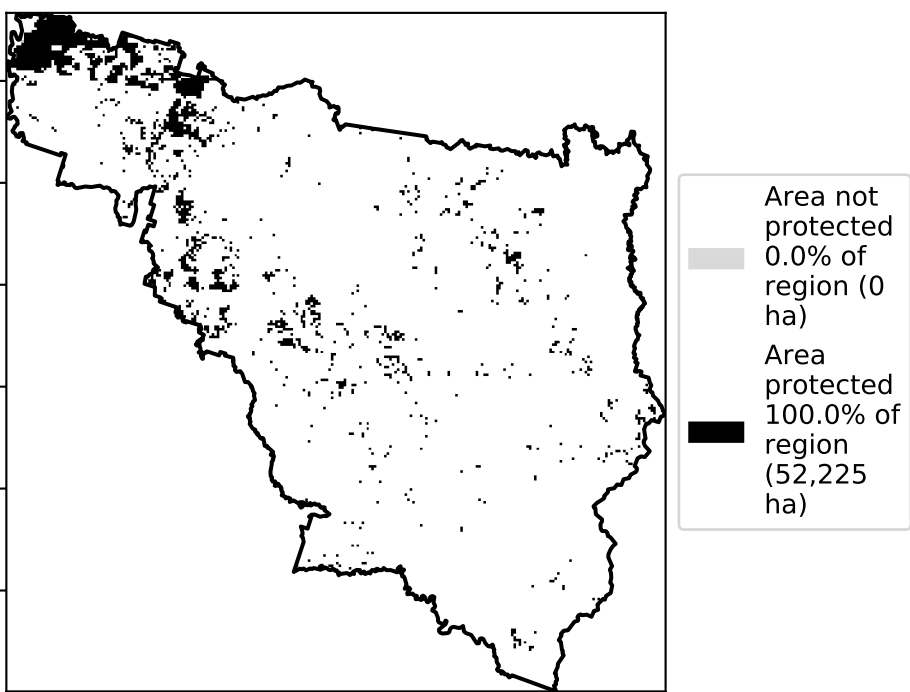 Area not
protected
0.0% of
region (0
ha)
Area
protected
100.0% of
region
(52,225
ha)